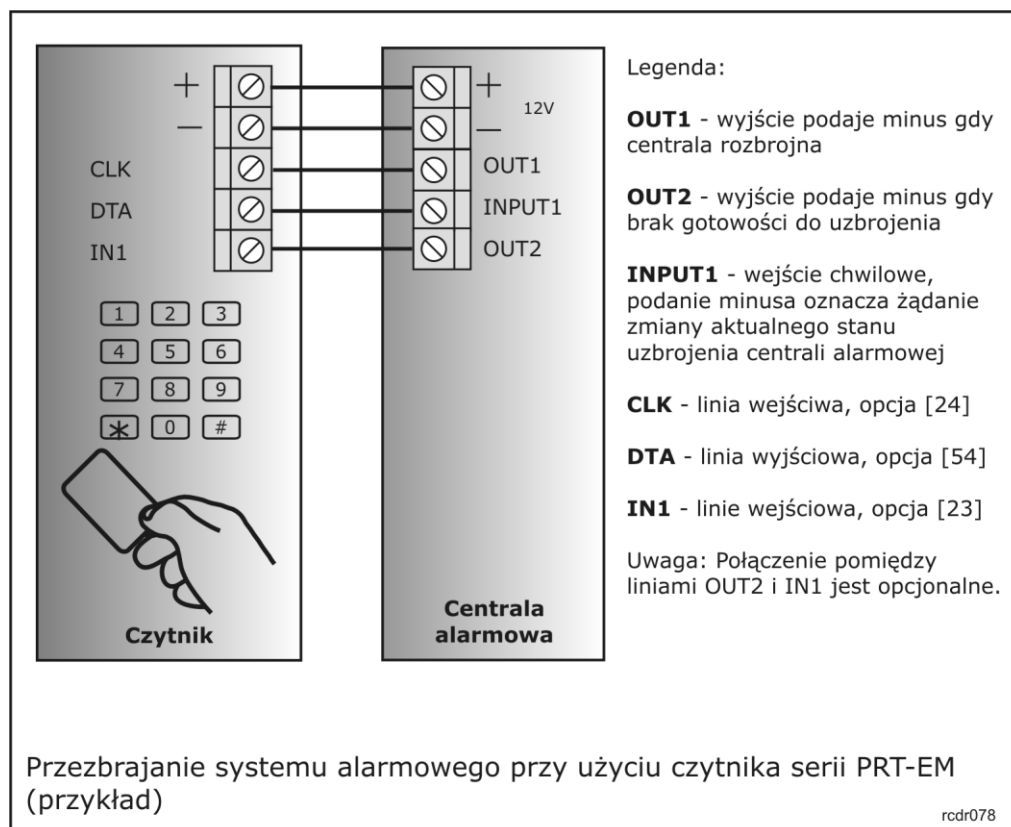 +
—
CLK
DTA
IN1
1 2 3
4 5 6
7 8 9
* 0 #
Czytnik
+
12V
—
OUT1
INPUT1
OUT2
Centrala
alarmowa
Legenda:
OUT1 - wyjście podaje minus gdy
centrala rozbrojna
OUT2 - wyjście podaje minus gdy
brak gotowości do uzbrojenia
INPUT1 - wejście chwilowe,
podanie minusa oznacza żądanie
zmiany aktualnego stanu
uzbrojenia centrali alarmowej
CLK - linia wejściwa, opcja [24]
DTA - linia wyjściowa, opcja [54]
IN1 - linie wejściowa, opcja [23]
Uwaga: Połączenie pomiędzy
liniami OUT2 i IN1 jest opcjonalne.
Przezbrajanie systemu alarmowego przy użyciu czytnika serii PRT-EM
(przykład)
rcdr078